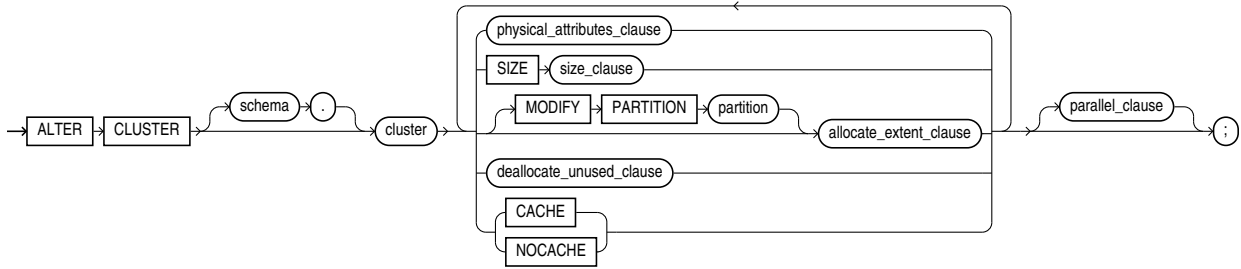 physical_attributes_clause
SIZE size_clause
schema .
MODIFY PARTITION partition
parallel_clause
ALTER CLUSTER cluster allocate_extent_clause ;
deallocate_unused_clause
CACHE
NOCACHE